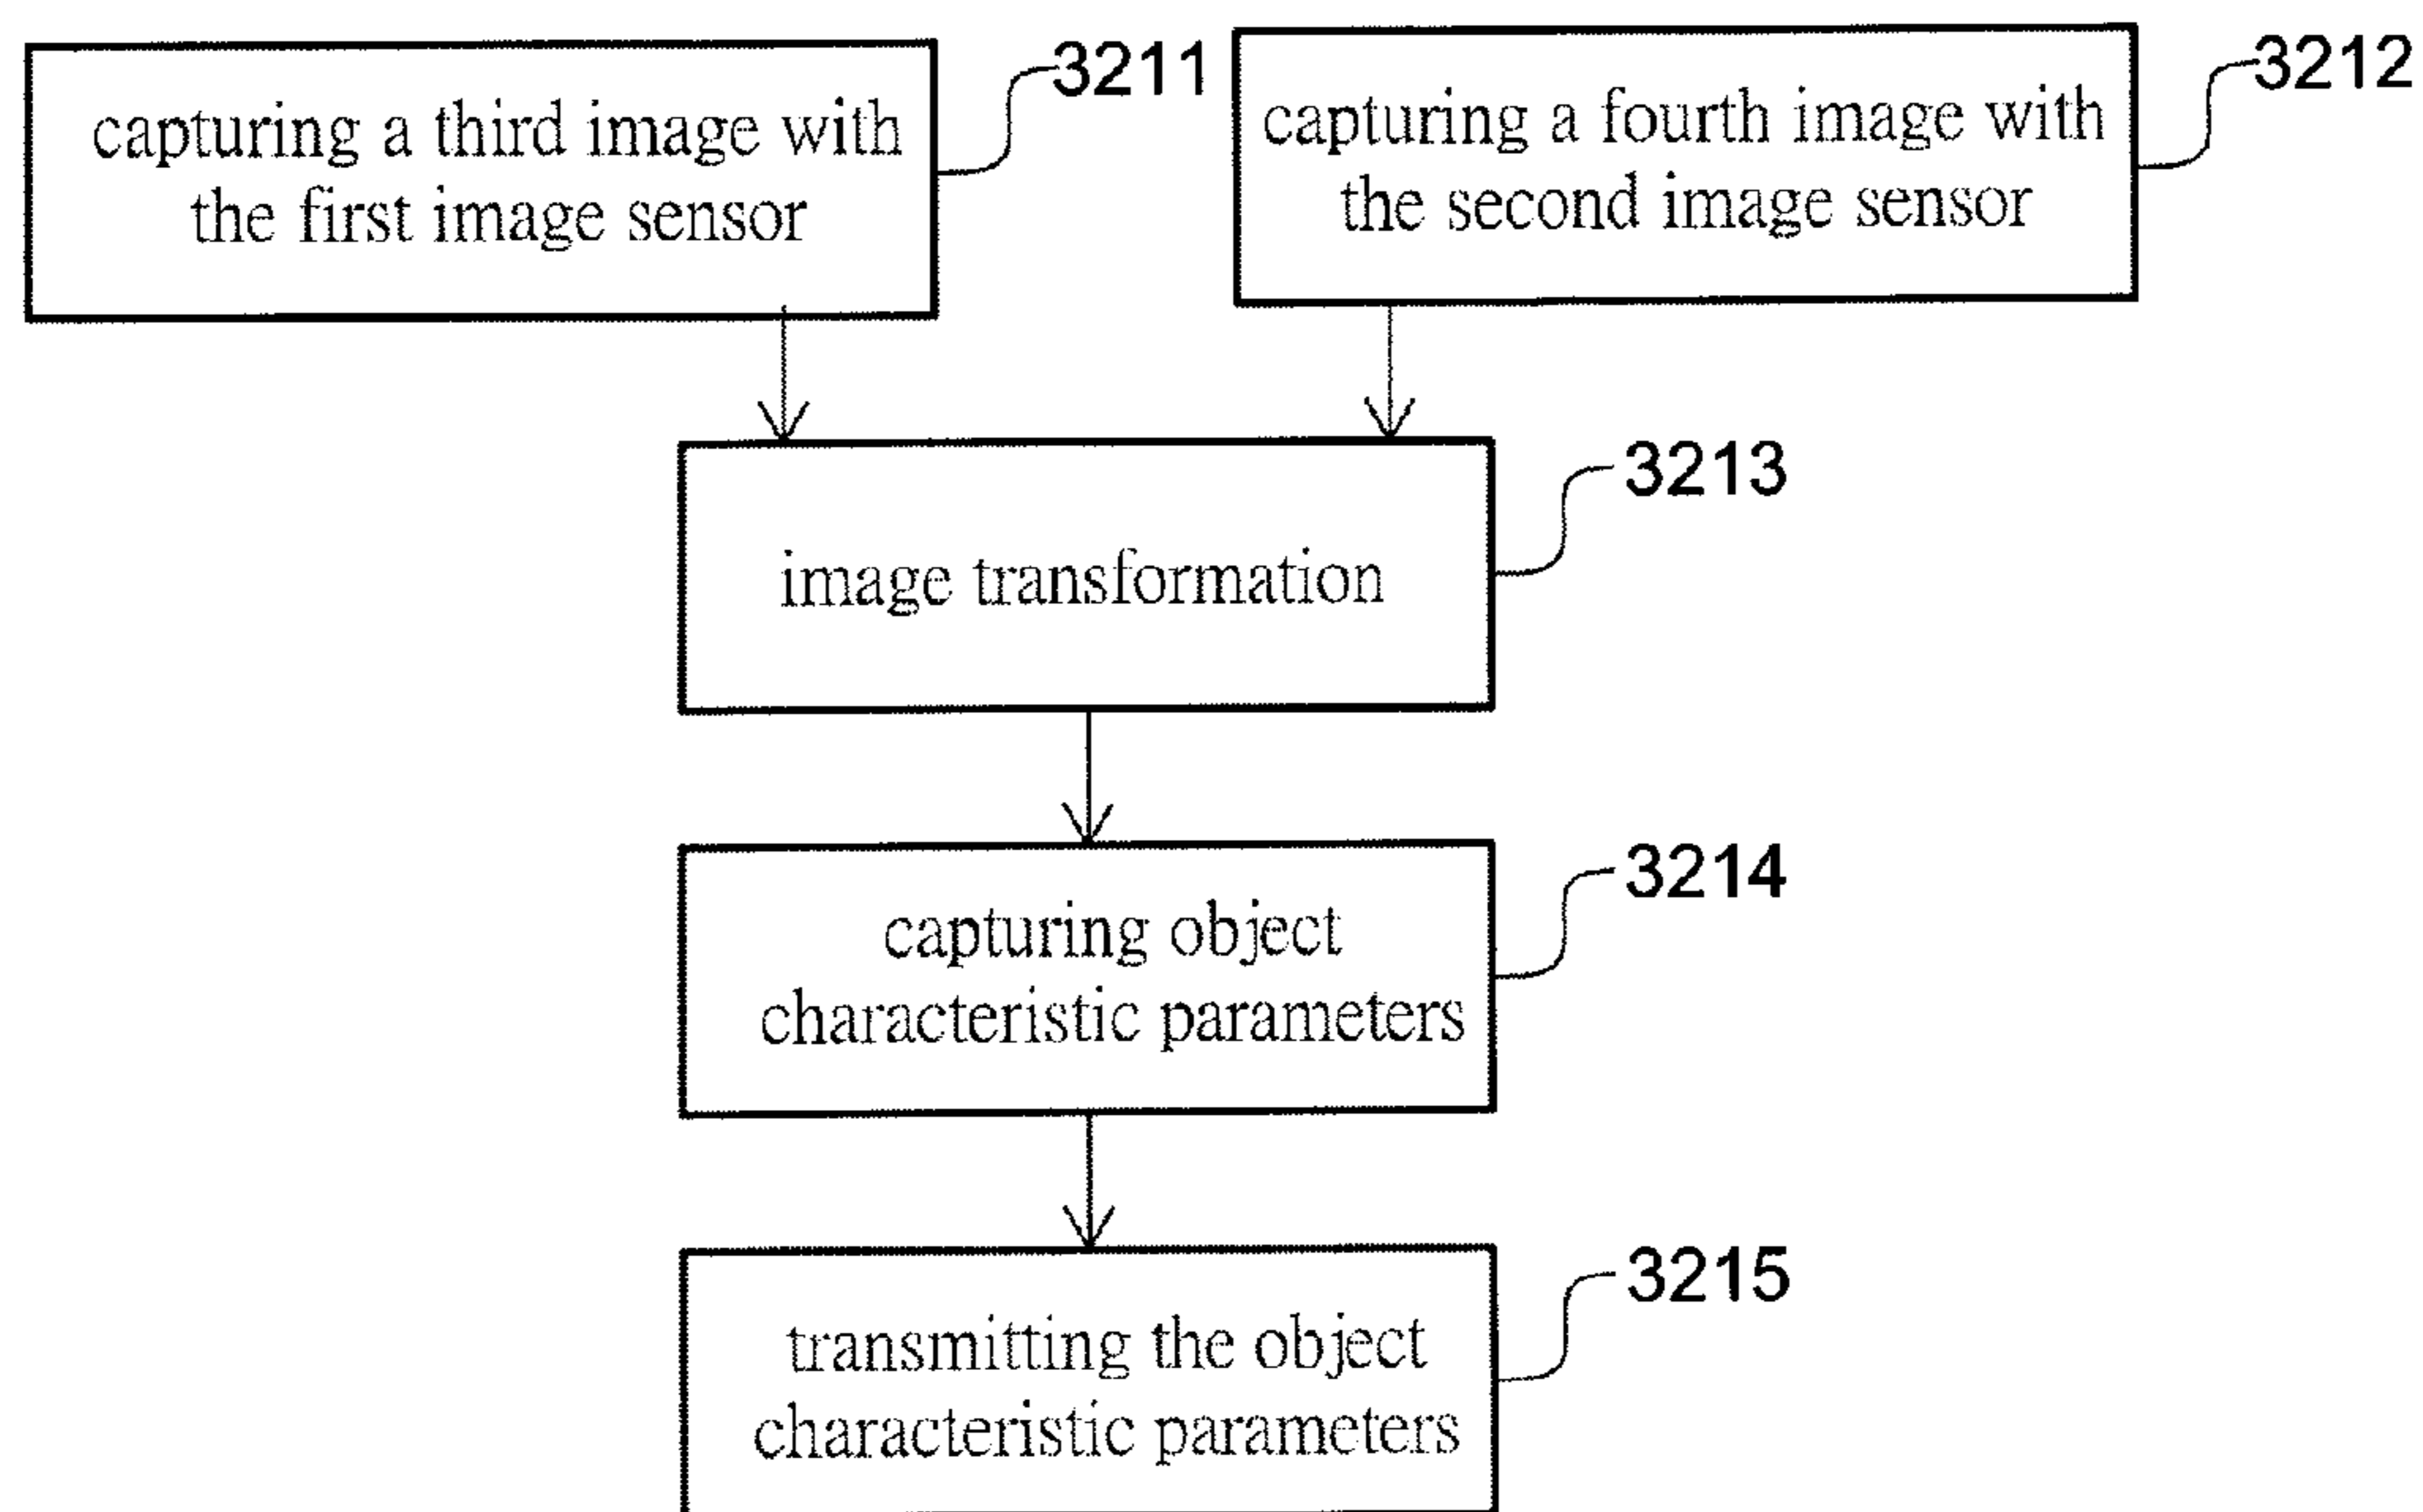 capturing a third image with
the first image sensor
3211
capturing a fourth image with
the second image sensor
3212
image transformation
3213
capturing object
characteristic parameters
3214
transmitting the object
characteristic parameters
3215